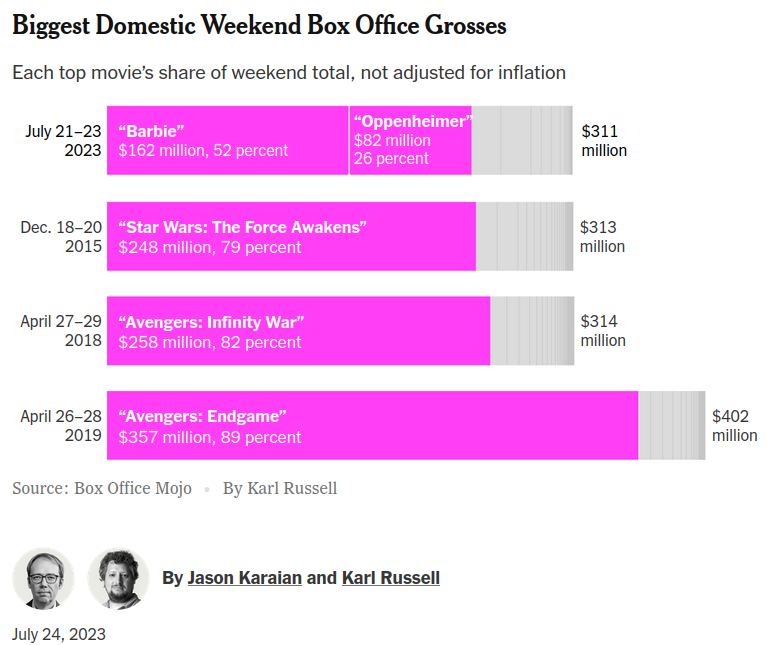 Biggest Domestic Weekend Box Office Grosses
Each top movie’s share of weekend total, not adjusted for inflation
July 21–23
2023
“Barbie”
$162 million, 52 percent
“Oppenheimer”
$82 million
26 percent
$311
million
Dec. 18–20
2015
“Star Wars: The Force Awakens”
$248 million, 79 percent
$313
million
April 27–29
2018
“Avengers: Infinity War”
$258 million, 82 percent
$314
million
April 26–28
2019
“Avengers: Endgame”
$357 million, 89 percent
$402
million
Source: Box Office Mojo • By Karl Russell
By Jason Karaian and Karl Russell
July 24, 2023